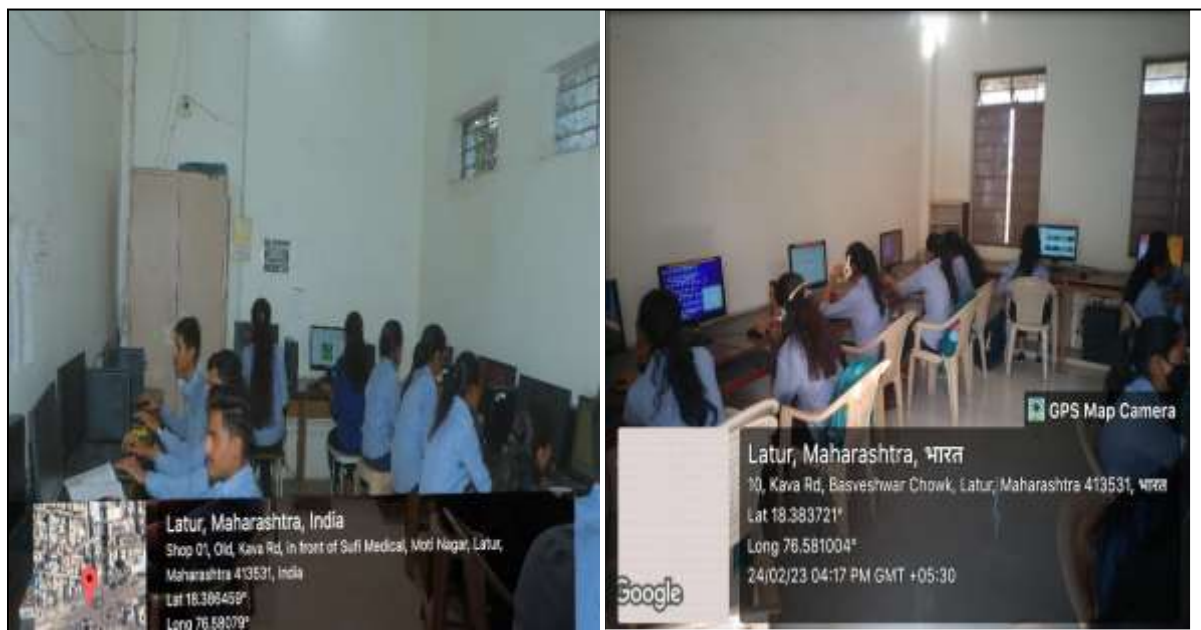 Latur, Maharashtra, India
Shop 01, Old, Kava Rd, in front of Sufi Medical, Moti Nagar, Latur,
Maharashtra 413531, India
Lat 18.386459°
Long 76.58079°
GPS Map Camera
Latur, Maharashtra, भारत
10, Kava Rd, Basveshwar Chowk, Latur, Maharashtra 413531, भारत
Lat 18.383721°
Long 76.581004°
24/02/23 04:17 PM GMT +05:30
Google